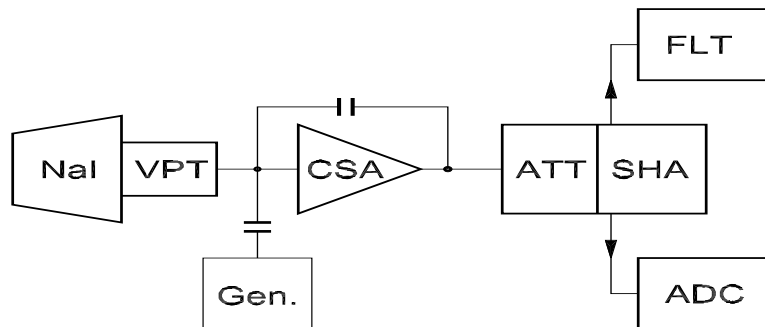 FLT
NaI
VPT
CSA
ATT
SHA
Gen.
ADC